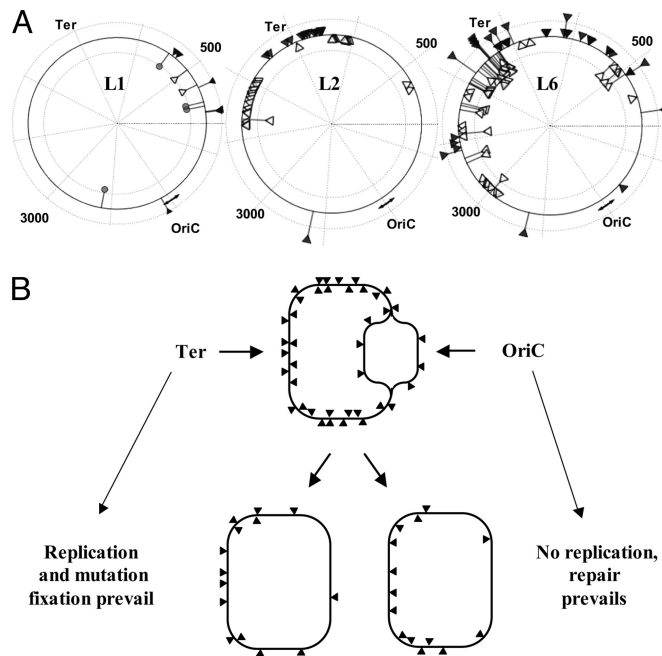 A
Ter
500
L1
3000
OriC
Ter
500
L2
3000
OriC
Ter
500
L6
3000
OriC
B
Ter
OriC
Replication
and mutation
fixation prevail
No replication,
repair
prevails